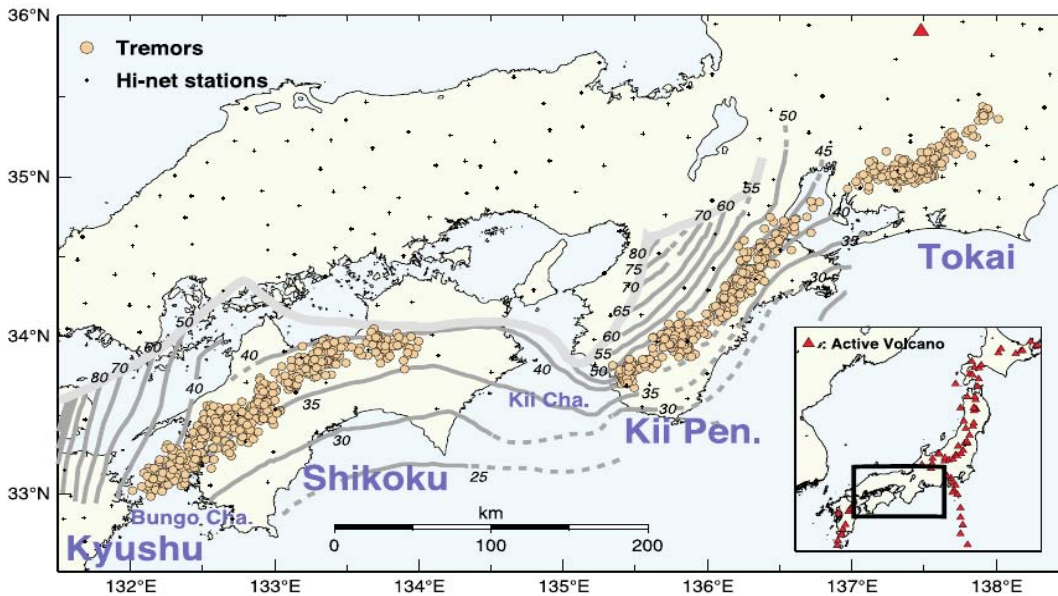 36°N
35°N
34°N
33°N
Tremors
Hi-net stations
50
45
55
60
70
40
80
75
35
70
30
65
60
55
50
35
30
Tokai
50
60
70
80
40
40
35
30
25
40
Kii Cha.
Kii Pen.
Shikoku
Bungo Cha.
Kyushu
km
0
100
200
Active Volcano
132°E
133°E
134°E
135°E
136°E
137°E
138°E